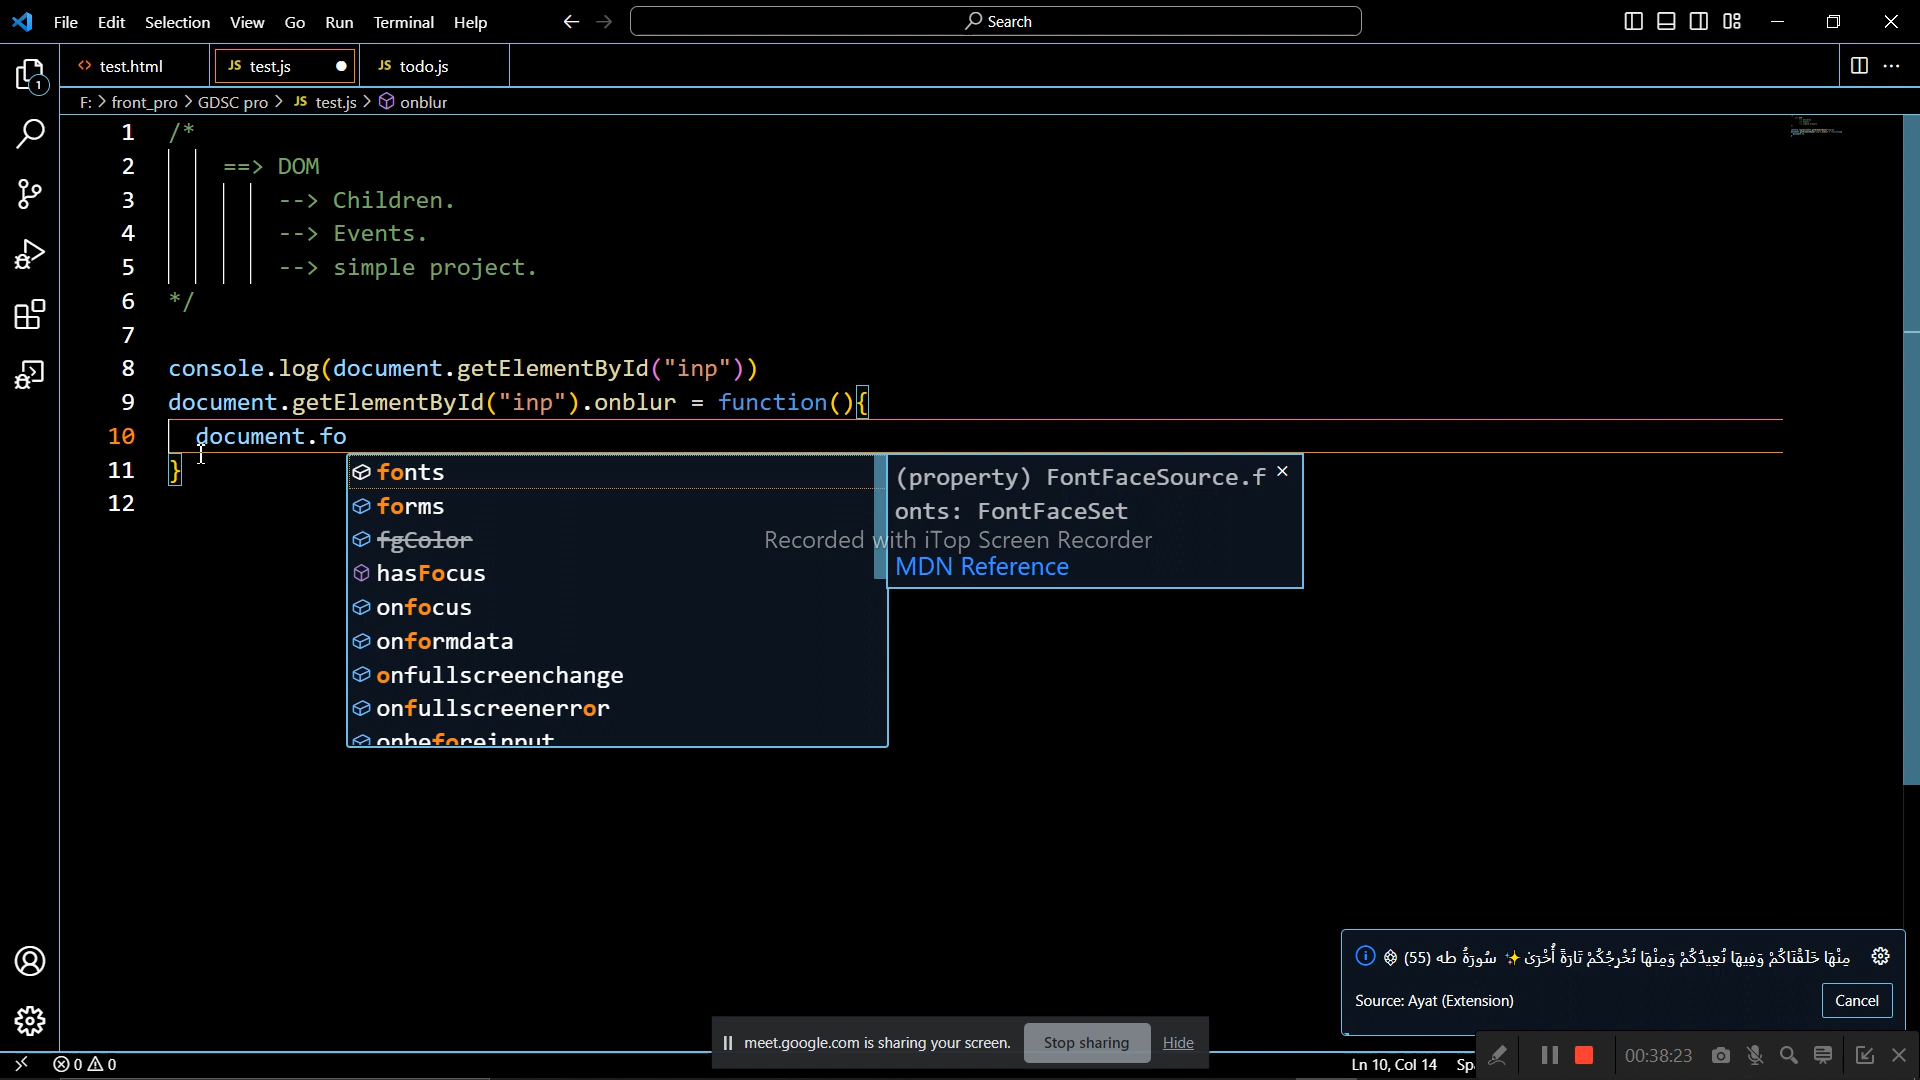 File Edit Selection View Go Run Terminal Help
Search
test.html
JS test.js
JS todo.js
F: > front_pro > GDSC pro > JS test.js > onblur
1 /*
2 ==> DOM
3 --> Children.
4 --> Events.
5 --> simple project.
6 */
7
8 console.log(document.getElementById("inp"))
9 document.getElementById("inp").onblur = function(){
10 document.fo
11 }
12
fonts
forms
fgColor
hasFocus
onfocus
onformdata
onfullscreenchange
onfullscreenerror
onbeforeinput
(property) FontFaceSource.f
onts: FontFaceSet
MDN Reference
Recorded with iTop Screen Recorder
1
مِنْهَا خَلَقْنَاكُمْ وَفِيهَا نُعِيدُكُمْ وَمِنْهَا نُخْرِجُكُمْ تَارَةً أُخْرَىٰ ✨ سُورَةُ طه (55)
Source: Ayat (Extension)
Cancel
meet.google.com is sharing your screen.
Stop sharing
Hide
0 0
Ln 10, Col 14
Sp
00:38:23